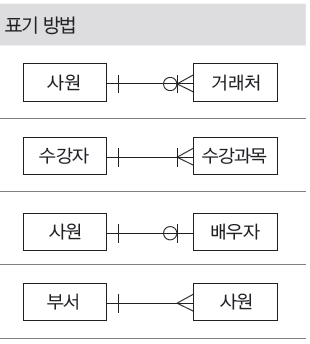 표기 방법
사원 거래처
수강자 수강과목
사원 배우자
부서 사원